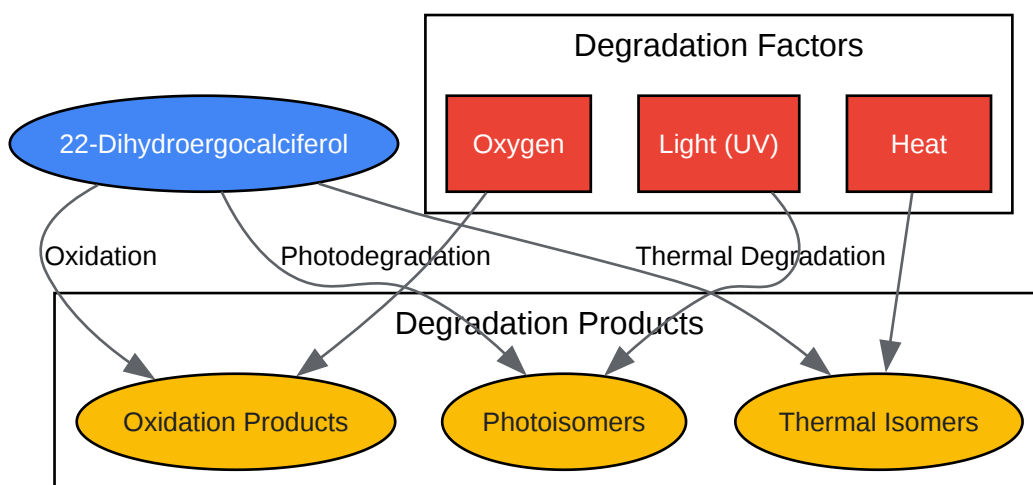 Degradation Factors
22-Dihydroergocalciferol
Oxygen
Light (UV)
Heat
Oxidation
Photodegradation
Thermal Degradation
Degradation Products
Oxidation Products
Photoisomers
Thermal Isomers